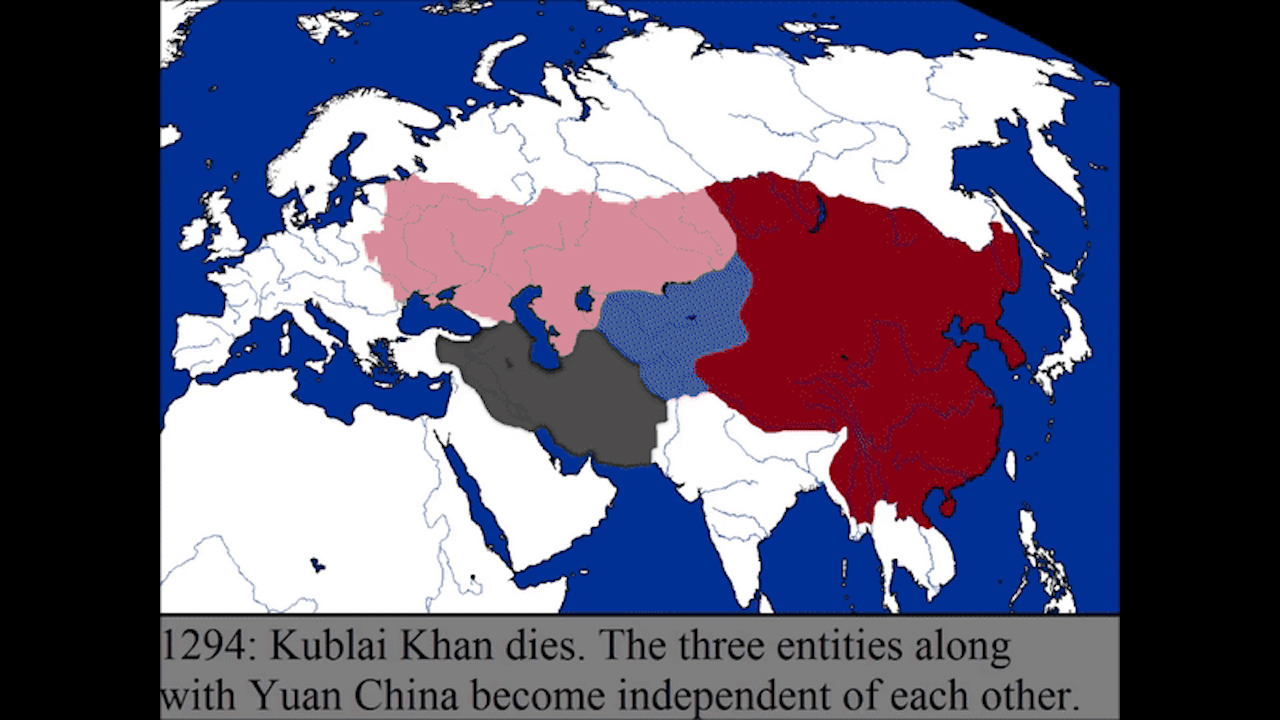 1294: Kublai Khan dies. The three entities along
with Yuan China become independent of each other.